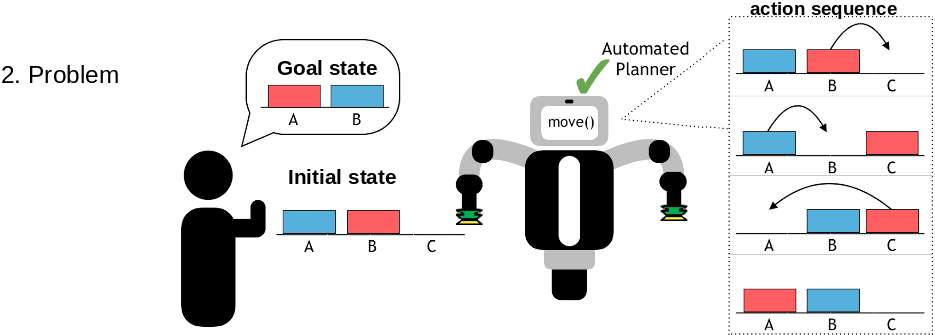 2. Problem
Goal state
A B
Initial state
A B C
Automated
Planner
move()
action sequence
A B C
A B C
A B C
A B C